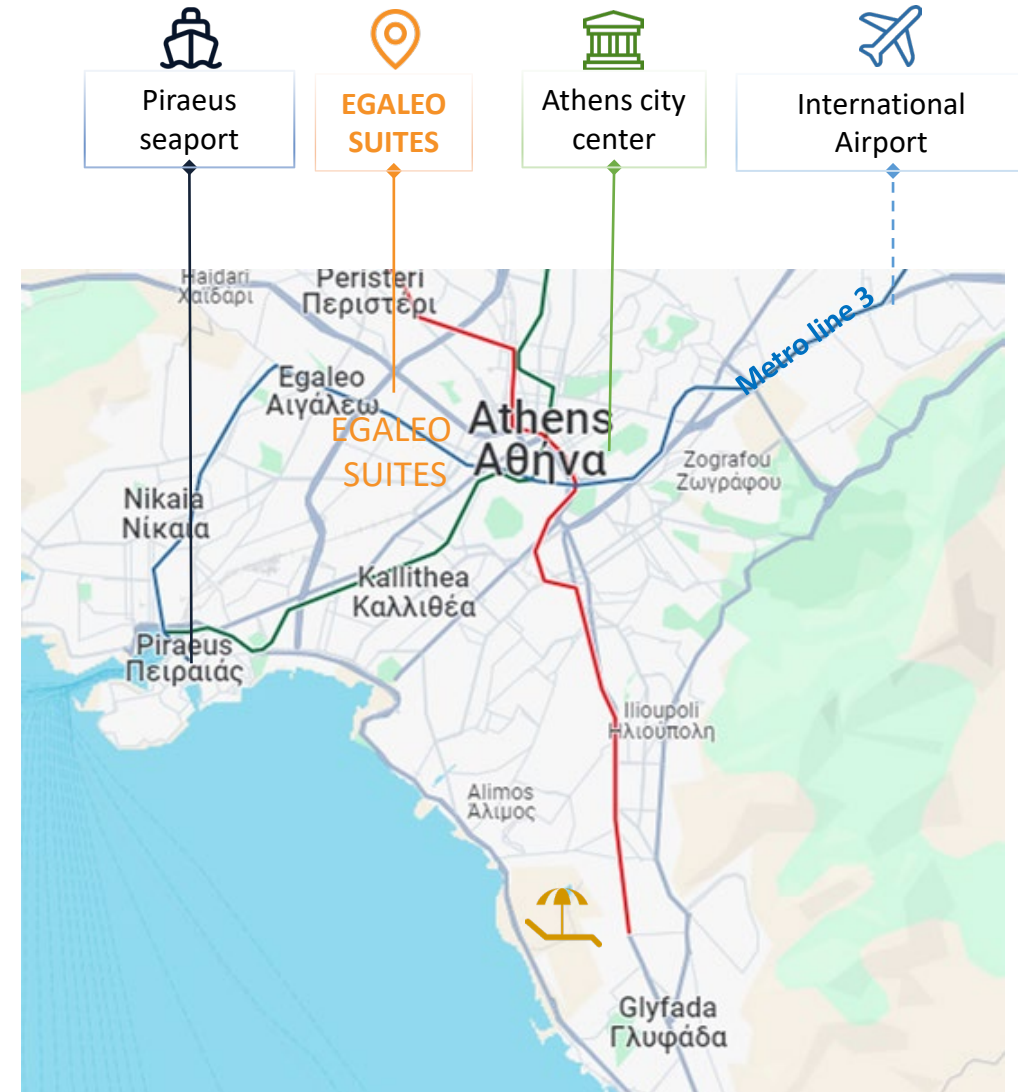 Piraeus
seaport
EGALEO
SUITES
Athens city
center
International
Airport
Haidari
Χαϊδάρι
Peristeri
Περιστέρι
Metro line 3
Egaleo
Αιγάλεω
EGALEO
SUITES
Athens
Αθήνα
Zografou
Ζωγράφου
Nikaia
Νίκαια
Kallithea
Καλλιθέα
Piraeus
Πειραιάς
Ilioupoli
Ηλιούπολη
Alimos
Άλιμος
Glyfada
Γλυφάδα